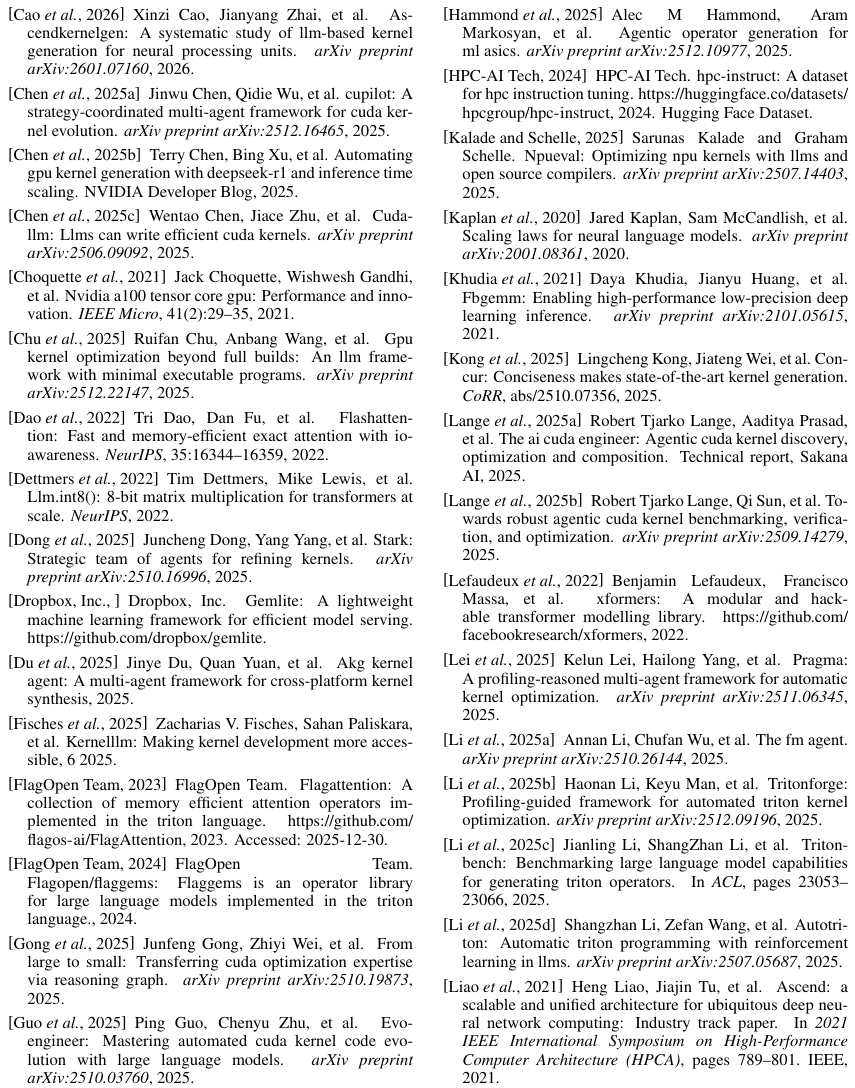 [Cao et al., 2026] Xinzi Cao, Jianyang Zhai, et al. As-
cendkernelgen: A systematic study of llm-based kernel
generation for neural processing units. arXiv preprint
arXiv:2601.07160, 2026.
[Chen et al., 2025a] Jinwu Chen, Qidie Wu, et al. cupilot: A
strategy-coordinated multi-agent framework for cuda ker-
nel evolution. arXiv preprint arXiv:2512.16465, 2025.
[Chen et al., 2025b] Terry Chen, Bing Xu, et al. Automating
gpu kernel generation with deepseek-r1 and inference time
scaling. NVIDIA Developer Blog, 2025.
[Chen et al., 2025c] Wentao Chen, Jiace Zhu, et al. Cuda-
llm: Llms can write efficient cuda kernels. arXiv preprint
arXiv:2506.09092, 2025.
[Choquette et al., 2021] Jack Choquette, Wishwesh Gandhi,
et al. Nvidia a100 tensor core gpu: Performance and inno-
vation. IEEE Micro, 41(2):29–35, 2021.
[Chu et al., 2025] Ruifan Chu, Anbang Wang, et al. Gpu
kernel optimization beyond full builds: An llm frame-
work with minimal executable programs. arXiv preprint
arXiv:2512.22147, 2025.
[Dao et al., 2022] Tri Dao, Dan Fu, et al. Flashatten-
tion: Fast and memory-efficient exact attention with io-
awareness. NeurIPS, 35:16344–16359, 2022.
[Dettmers et al., 2022] Tim Dettmers, Mike Lewis, et al.
Llm.int8(): 8-bit matrix multiplication for transformers at
scale. NeurIPS, 2022.
[Dong et al., 2025] Juncheng Dong, Yang Yang, et al. Stark:
Strategic team of agents for refining kernels. arXiv
preprint arXiv:2510.16996, 2025.
[Dropbox, Inc., ] Dropbox, Inc. Gemlite: A lightweight
machine learning framework for efficient model serving.
https://github.com/dropbox/gemlite.
[Du et al., 2025] Jinye Du, Quan Yuan, et al. Akg kernel
agent: A multi-agent framework for cross-platform kernel
synthesis, 2025.
[Fisches et al., 2025] Zacharias V. Fisches, Sahan Paliskara,
et al. Kernelllm: Making kernel development more acces-
sible, 6 2025.
[FlagOpen Team, 2023] FlagOpen Team. Flagattention: A
collection of memory efficient attention operators im-
plemented in the triton language. https://github.com/
flagos-ai/FlagAttention, 2023. Accessed: 2025-12-30.
[FlagOpen Team, 2024] FlagOpen Team.
Flagopen/flaggems: Flaggems is an operator library
for large language models implemented in the triton
language., 2024.
[Gong et al., 2025] Junfeng Gong, Zhiyi Wei, et al. From
large to small: Transferring cuda optimization expertise
via reasoning graph. arXiv preprint arXiv:2510.19873,
2025.
[Guo et al., 2025] Ping Guo, Chenyu Zhu, et al. Evo-
engineer: Mastering automated cuda kernel code evo-
lution with large language models. arXiv preprint
arXiv:2510.03760, 2025.
[Hammond et al., 2025] Alec M Hammond, Aram
Markosyan, et al. Agentic operator generation for
ml asics. arXiv preprint arXiv:2512.10977, 2025.
[HPC-AI Tech, 2024] HPC-AI Tech. hpc-instruct: A dataset
for hpc instruction tuning. https://huggingface.co/datasets/
hpcgroup/hpc-instruct, 2024. Hugging Face Dataset.
[Kalade and Schelle, 2025] Sarunas Kalade and Graham
Schelle. Npueval: Optimizing npu kernels with llms and
open source compilers. arXiv preprint arXiv:2507.14403,
2025.
[Kaplan et al., 2020] Jared Kaplan, Sam McCandlish, et al.
Scaling laws for neural language models. arXiv preprint
arXiv:2001.08361, 2020.
[Khudia et al., 2021] Daya Khudia, Jianyu Huang, et al.
Fbgemm: Enabling high-performance low-precision deep
learning inference. arXiv preprint arXiv:2101.05615,
2021.
[Kong et al., 2025] Lingcheng Kong, Jiateng Wei, et al. Con-
cur: Conciseness makes state-of-the-art kernel generation.
CoRR, abs/2510.07356, 2025.
[Lange et al., 2025a] Robert Tjarko Lange, Aaditya Prasad,
et al. The ai cuda engineer: Agentic cuda kernel discovery,
optimization and composition. Technical report, Sakana
AI, 2025.
[Lange et al., 2025b] Robert Tjarko Lange, Qi Sun, et al. To-
wards robust agentic cuda kernel benchmarking, verifica-
tion, and optimization. arXiv preprint arXiv:2509.14279,
2025.
[Lefaudeux et al., 2022] Benjamin Lefaudeux, Francisco
Massa, et al. xformers: A modular and hack-
able transformer modelling library. https://github.com/
facebookresearch/xformers, 2022.
[Lei et al., 2025] Kelun Lei, Hailong Yang, et al. Pragma:
A profiling-reasoned multi-agent framework for automatic
kernel optimization. arXiv preprint arXiv:2511.06345,
2025.
[Li et al., 2025a] Annan Li, Chufan Wu, et al. The fm agent.
arXiv preprint arXiv:2510.26144, 2025.
[Li et al., 2025b] Haonan Li, Keyu Man, et al. Tritonforge:
Profiling-guided framework for automated triton kernel
optimization. arXiv preprint arXiv:2512.09196, 2025.
[Li et al., 2025c] Jianling Li, ShangZhan Li, et al. Triton-
bench: Benchmarking large language model capabilities
for generating triton operators. In ACL, pages 23053–
23066, 2025.
[Li et al., 2025d] Shangzhan Li, Zefan Wang, et al. Autotri-
ton: Automatic triton programming with reinforcement
learning in llms. arXiv preprint arXiv:2507.05687, 2025.
[Liao et al., 2021] Heng Liao, Jiajin Tu, et al. Ascend: a
scalable and unified architecture for ubiquitous deep neu-
ral network computing: Industry track paper. In 2021
IEEE International Symposium on High-Performance
Computer Architecture (HPCA), pages 789–801. IEEE,
2021.